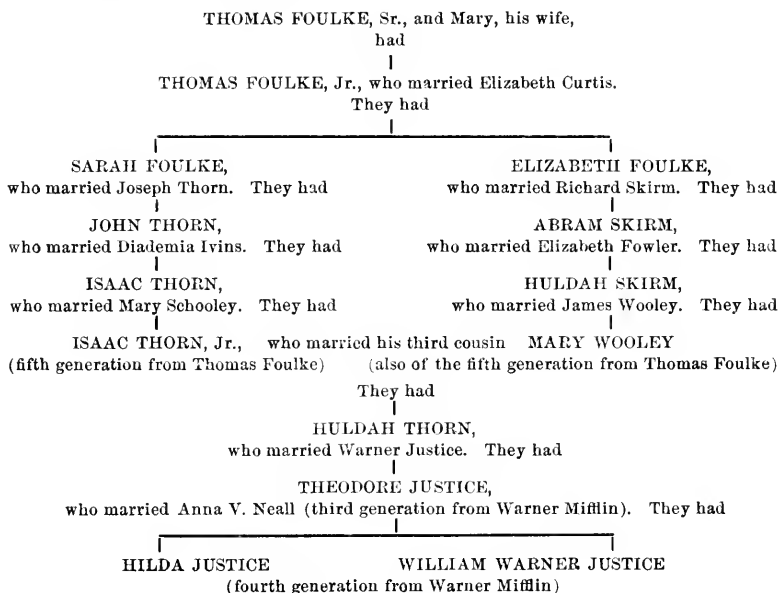 THOMAS FOULKE, Sr., and Mary, his wife,
had
THOMAS FOULKE, Jr., who married Elizabeth Curtis.
They had
SARAH FOULKE,
who married Joseph Thorn. They had
JOHN THORN,
who married Diademia Ivins. They had
ISAAC THORN,
who married Mary Schooley. They had
ELIZABETH FOULKE,
who married Richard Skirm. They had
ABRAM SKIRM,
who married Elizabeth Fowler. They had
HULDAH SKIRM,
who married James Wooley. They had
ISAAC THORN, Jr., who married his third cousin MARY WOOLEY
(fifth generation from Thomas Foulke) (also of the fifth generation from Thomas Foulke)
They had
HULDAH THORN,
who married Warner Justice. They had
THEODORE JUSTICE,
who married Anna V. Neall (third generation from Warner Mifflin). They had
HILDA JUSTICE WILLIAM WARNER JUSTICE
(fourth generation from Warner Mifflin)